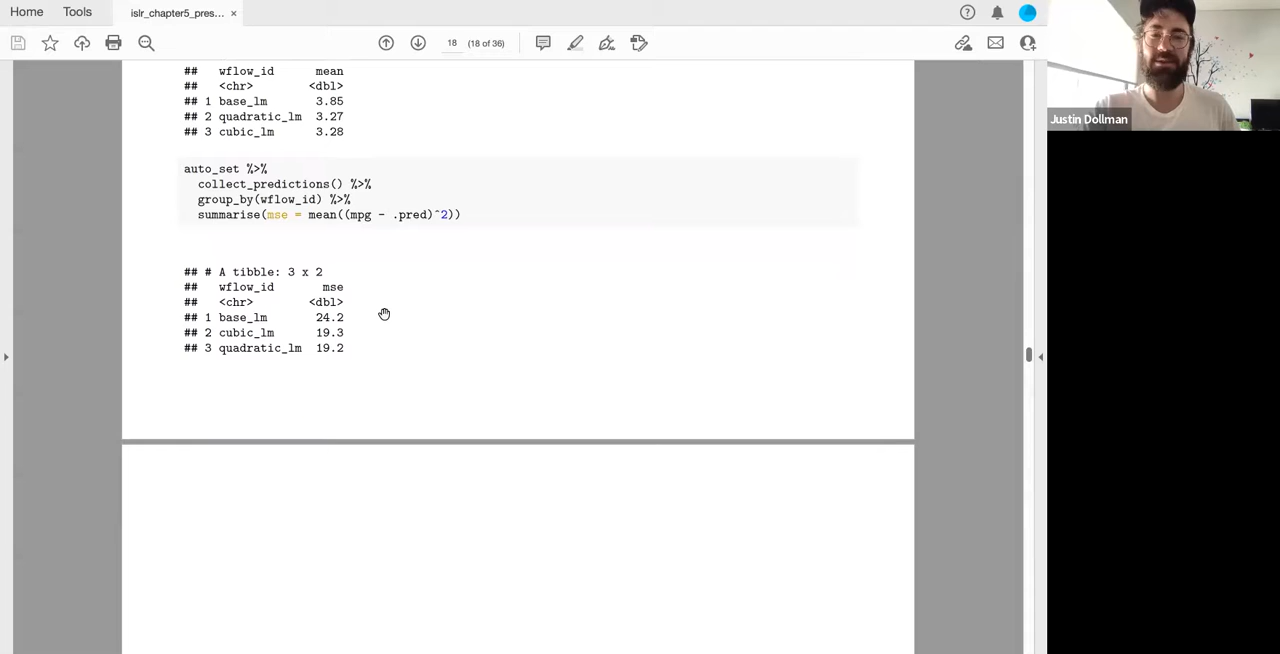 Home Tools islr_chapter5_pres... ×
18 (18 of 36)
## wflow_id mean
## <chr> <dbl>
## 1 base_lm 3.85
## 2 quadratic_lm 3.27
## 3 cubic_lm 3.28
auto_set %>%
collect_predictions() %>%
group_by(wflow_id) %>%
summarise(mse = mean((mpg - .pred)^2))
## # A tibble: 3 x 2
## wflow_id mse
## <chr> <dbl>
## 1 base_lm 24.2
## 2 cubic_lm 19.3
## 3 quadratic_lm 19.2
Justin Dollman